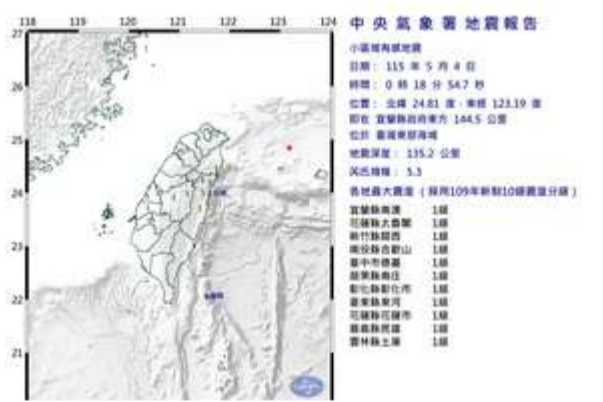 118 119 120 121 122 123 124
27
26
25
24
23
22
21
中央氣象署地震報告
小區域有感地震
日期： 115 年 5 月 4 日
時間： 0 時 18 分 54.7 秒
位置： 北緯 24.81 度 · 東經 123.19 度
即在 宜蘭縣政府東方 144.5 公里
位於 臺灣東部海域
地震深度： 135.2 公里
芮氏規模： 5.3
各地最大震度 (採用109年新制10級震度分級)
宜蘭縣南澳 1級
花蓮縣太魯閣 1級
新竹縣關西 1級
南投縣合歡山 1級
臺中市德基 1級
苗栗縣南庄 1級
彰化縣彰化市 1級
臺東縣東河 1級
花蓮縣花蓮市 1級
嘉義縣民雄 1級
雲林縣土庫 1級